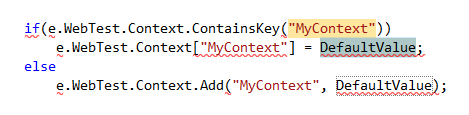 if(e.WebTest.Context.ContainsKey("MyContext"))
e.WebTest.Context["MyContext"] = DefaultValue;
else
e.WebTest.Context.Add("MyContext", DefaultValue);